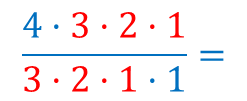 4 · 3 · 2 · 1
3 · 2 · 1 · 1 =